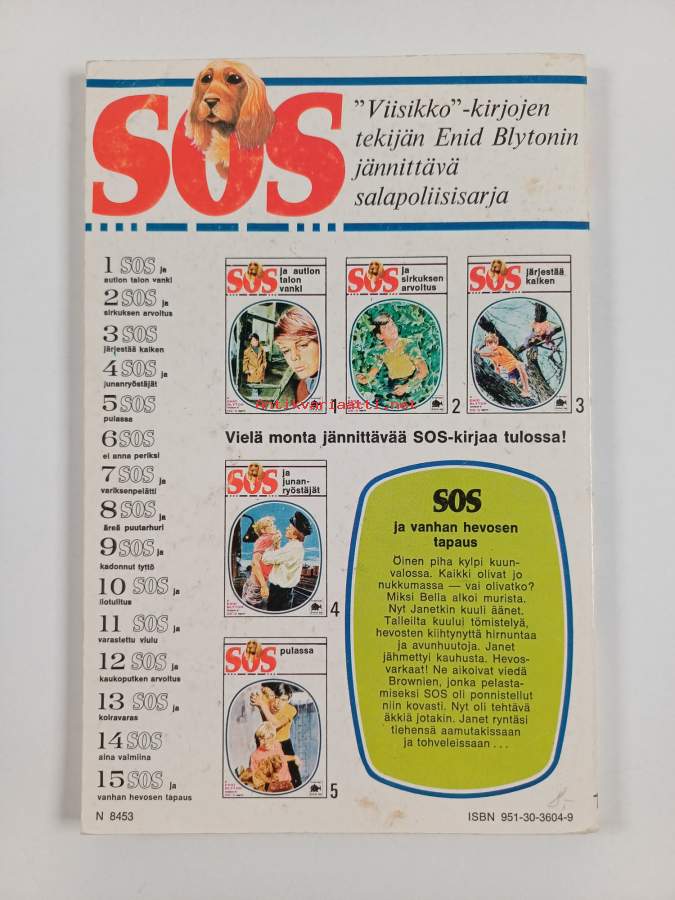 SOS
"Viisikko"-kirjojen
tekijän Enid Blytonin
jännittävä
salapoliisisarja
1 SOS ja
aution talon vanki
2 SOS ja
sirkuksen arvoitus
3 SOS
järjestää kaiken
4 SOS ja
junanryöstäjät
5 SOS
pulassa
6 SOS
ei anna periksi
7 SOS ja
variksenpelätti
8 SOS ja
äreä puutarhuri
9 SOS ja
kadonnut tyttö
10 SOS ja
liotulitus
11 SOS ja
varastettu viulu
12 SOS ja
kaukoputken arvoitus
13 SOS ja
koiravaras
14 SOS
aina valmiina
15 SOS ja
vanhan hevosen tapaus
SOS ja aution
talon
vanki
SOS ja
sirkuksen
arvoitus
2
SOS järjestää
kaiken
3
Antikvariaatti.net
Vielä monta jännittävää SOS-kirjaa tulossa!
SOS ja
junan-
ryöstäjät
4
SOS pulassa
5
SOS
ja vanhan hevosen
tapaus
Öinen piha kylpi kuun-
valossa. Kaikki olivat jo
nukkumassa — vai olivatko?
Miksi Bella alkoi murista.
Nyt Janetkin kuuli äänet.
Talleilta kuului tömistelyä,
hevosten kiihtynyttä hirnuntaa
ja avunhuutoja. Janet
jähmettyi kauhusta. Hevos-
varkaat! Ne aikoivat viedä
Brownien, jonka pelasta-
miseksi SOS oli ponnistellut
niin kovasti. Nyt oli tehtävä
äkkiä jotakin. Janet ryntäsi
tiehensä aamutakissaan
ja tohveleissaan ...
N 8453
ISBN 951-30-3604-9